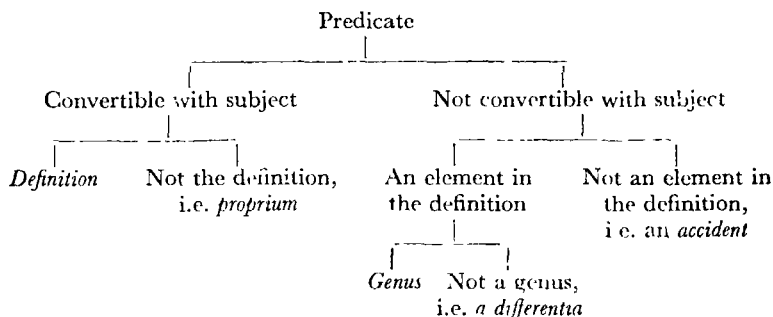 Predicate
Convertible with subject
Not convertible with subject
Definition
Not the definition,
i.e. proprium
An element in
the definition
Not an element in
the definition,
i e. an accident
Genus
Not a genus,
i.e. a differentia